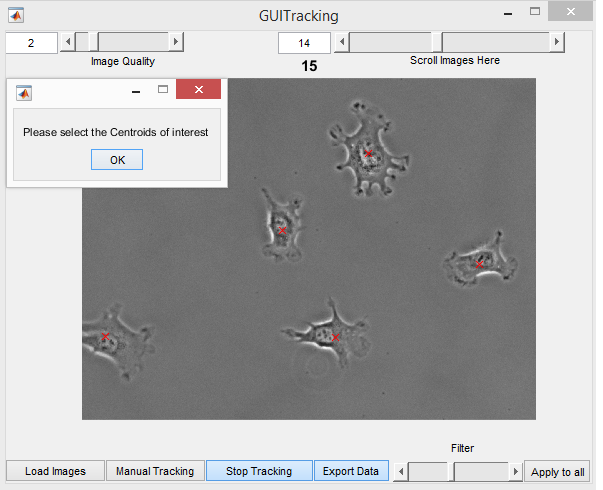 GUITracking
2
14
Image Quality
15
Scroll Images Here
Please select the Centroids of interest
OK
Filter
Load Images
Manual Tracking
Stop Tracking
Export Data
Apply to all